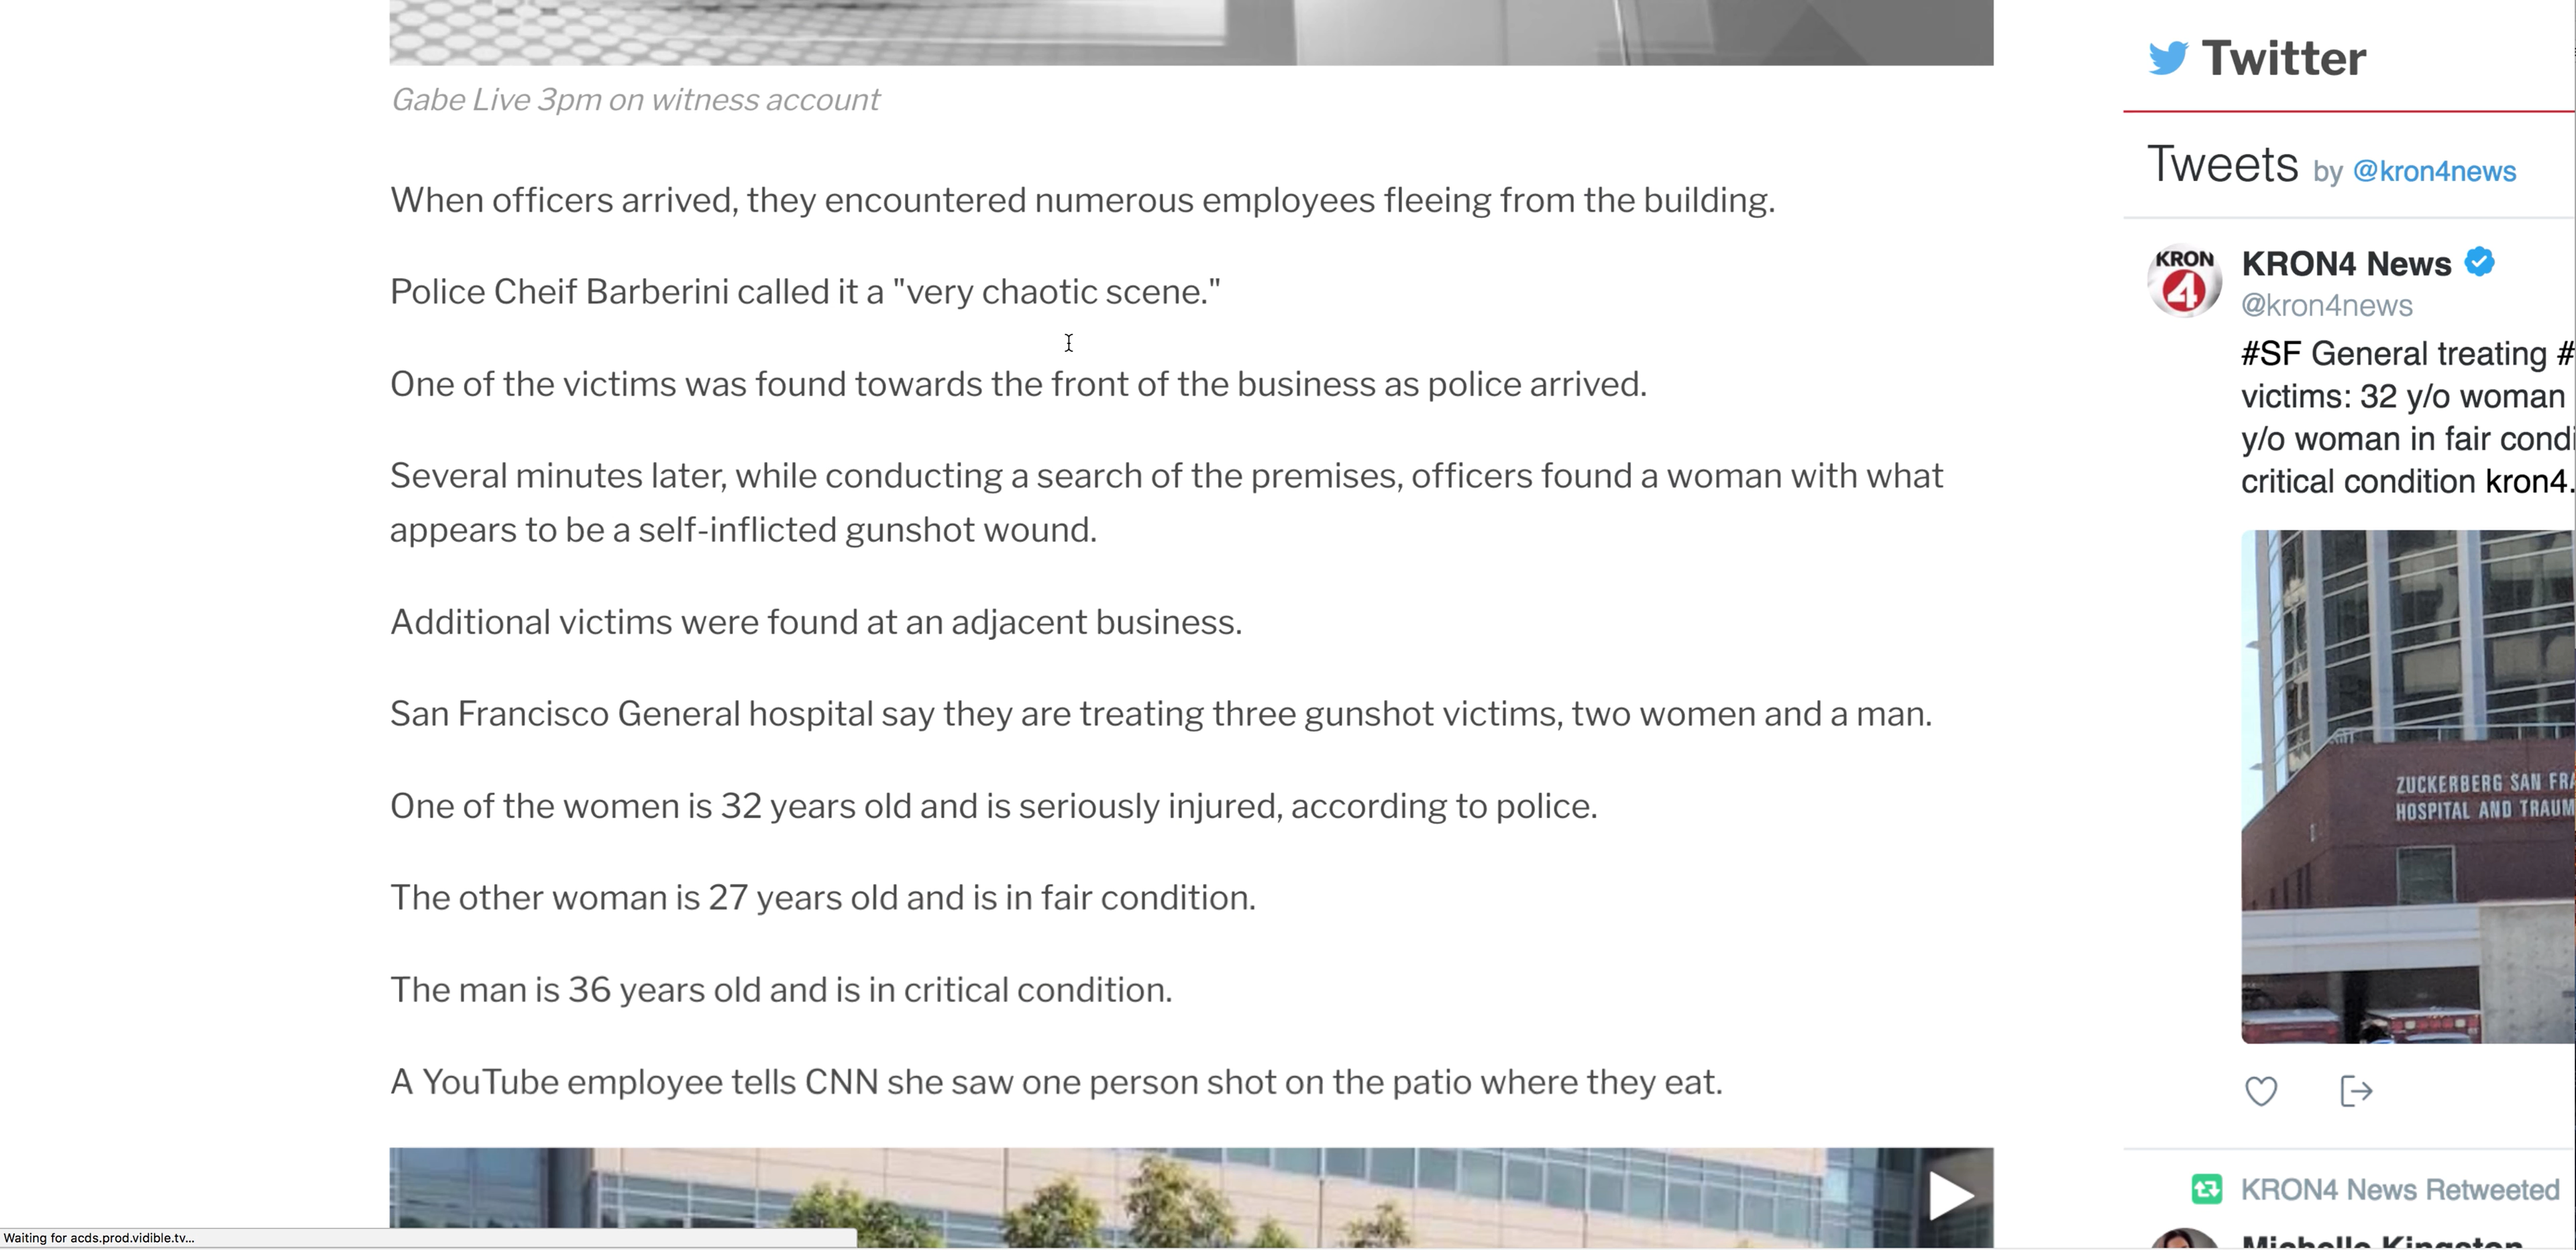 Gabe Live 3pm on witness account
When officers arrived, they encountered numerous employees fleeing from the building.
Police Cheif Barberini called it a "very chaotic scene."
One of the victims was found towards the front of the business as police arrived.
Several minutes later, while conducting a search of the premises, officers found a woman with what
appears to be a self-inflicted gunshot wound.
Additional victims were found at an adjacent business.
San Francisco General hospital say they are treating three gunshot victims, two women and a man.
One of the women is 32 years old and is seriously injured, according to police.
The other woman is 27 years old and is in fair condition.
The man is 36 years old and is in critical condition.
A YouTube employee tells CNN she saw one person shot on the patio where they eat.
Waiting for acds.prod.vidible.tv...
Twitter
Tweets by @kron4news
KRON
4
KRON4 News
@kron4news
#SF General treating #
victims: 32 y/o woman
y/o woman in fair condi
critical condition kron4.
ZUCKERBERG SAN FRA
HOSPITAL AND TRAUM
KRON4 News Retweeted
Michelle Kingston